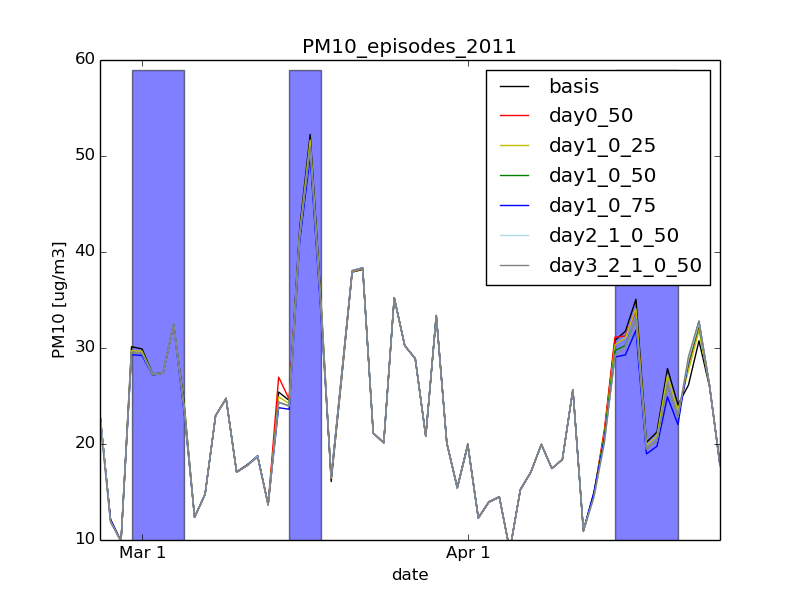 PM10_episodes_2011
60
50
40
30
20
10
PM10 [ug/m3]
basis
day0_50
day1_0_25
day1_0_50
day1_0_75
day2_1_0_50
day3_2_1_0_50
Mar 1
Apr 1
date